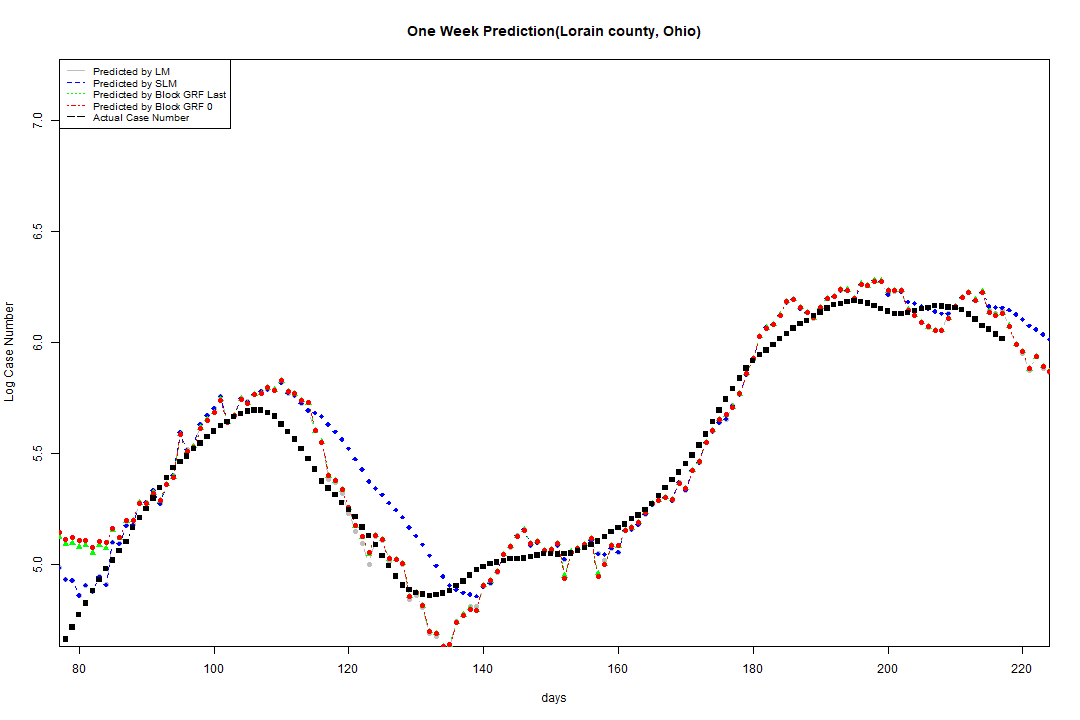 One Week Prediction(Lorain county, Ohio)
Predicted by LM
Predicted by SLM
Predicted by Block GRF Last
Predicted by Block GRF 0
Actual Case Number
7.0
6.5
6.0
5.5
5.0
Log Case Number
80 100 120 140 160 180 200 220
days